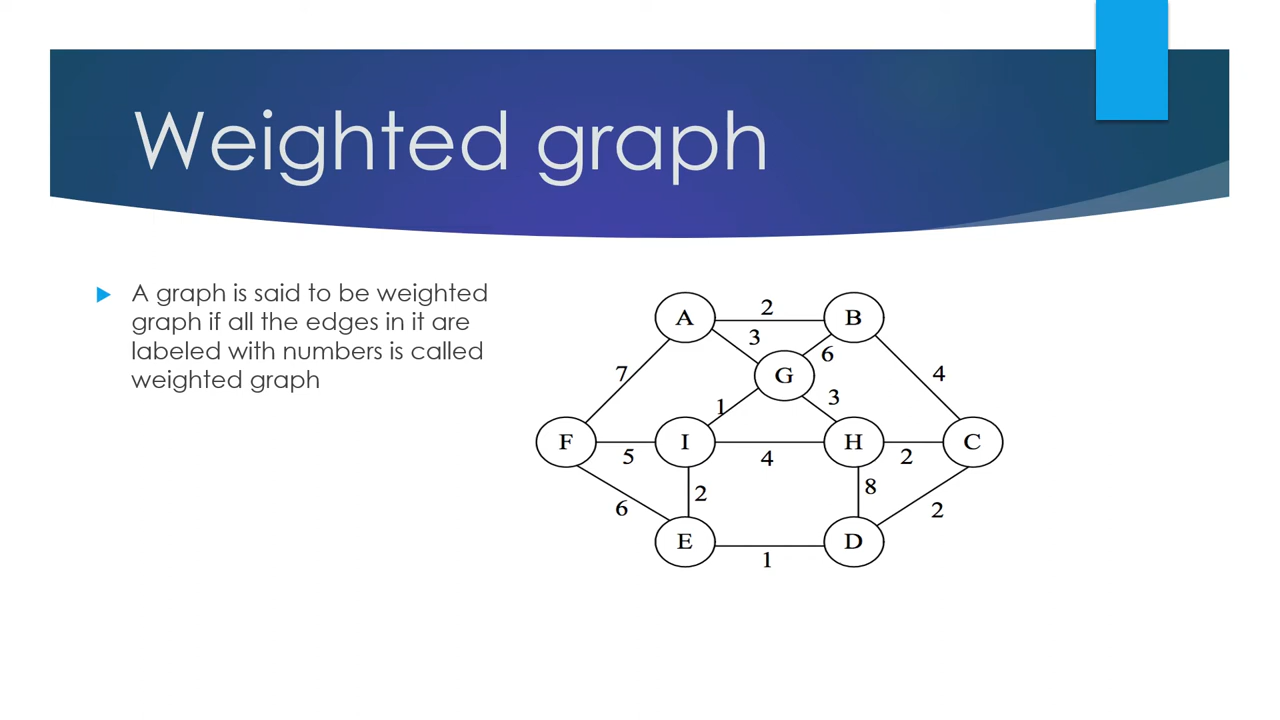 Weighted graph
A graph is said to be weighted
graph if all the edges in it are
labeled with numbers is called
weighted graph
A 2 B
3
6
G
7
4
1
3
F
5
I
4
H
2
C
2
8
6
2
E
1
D